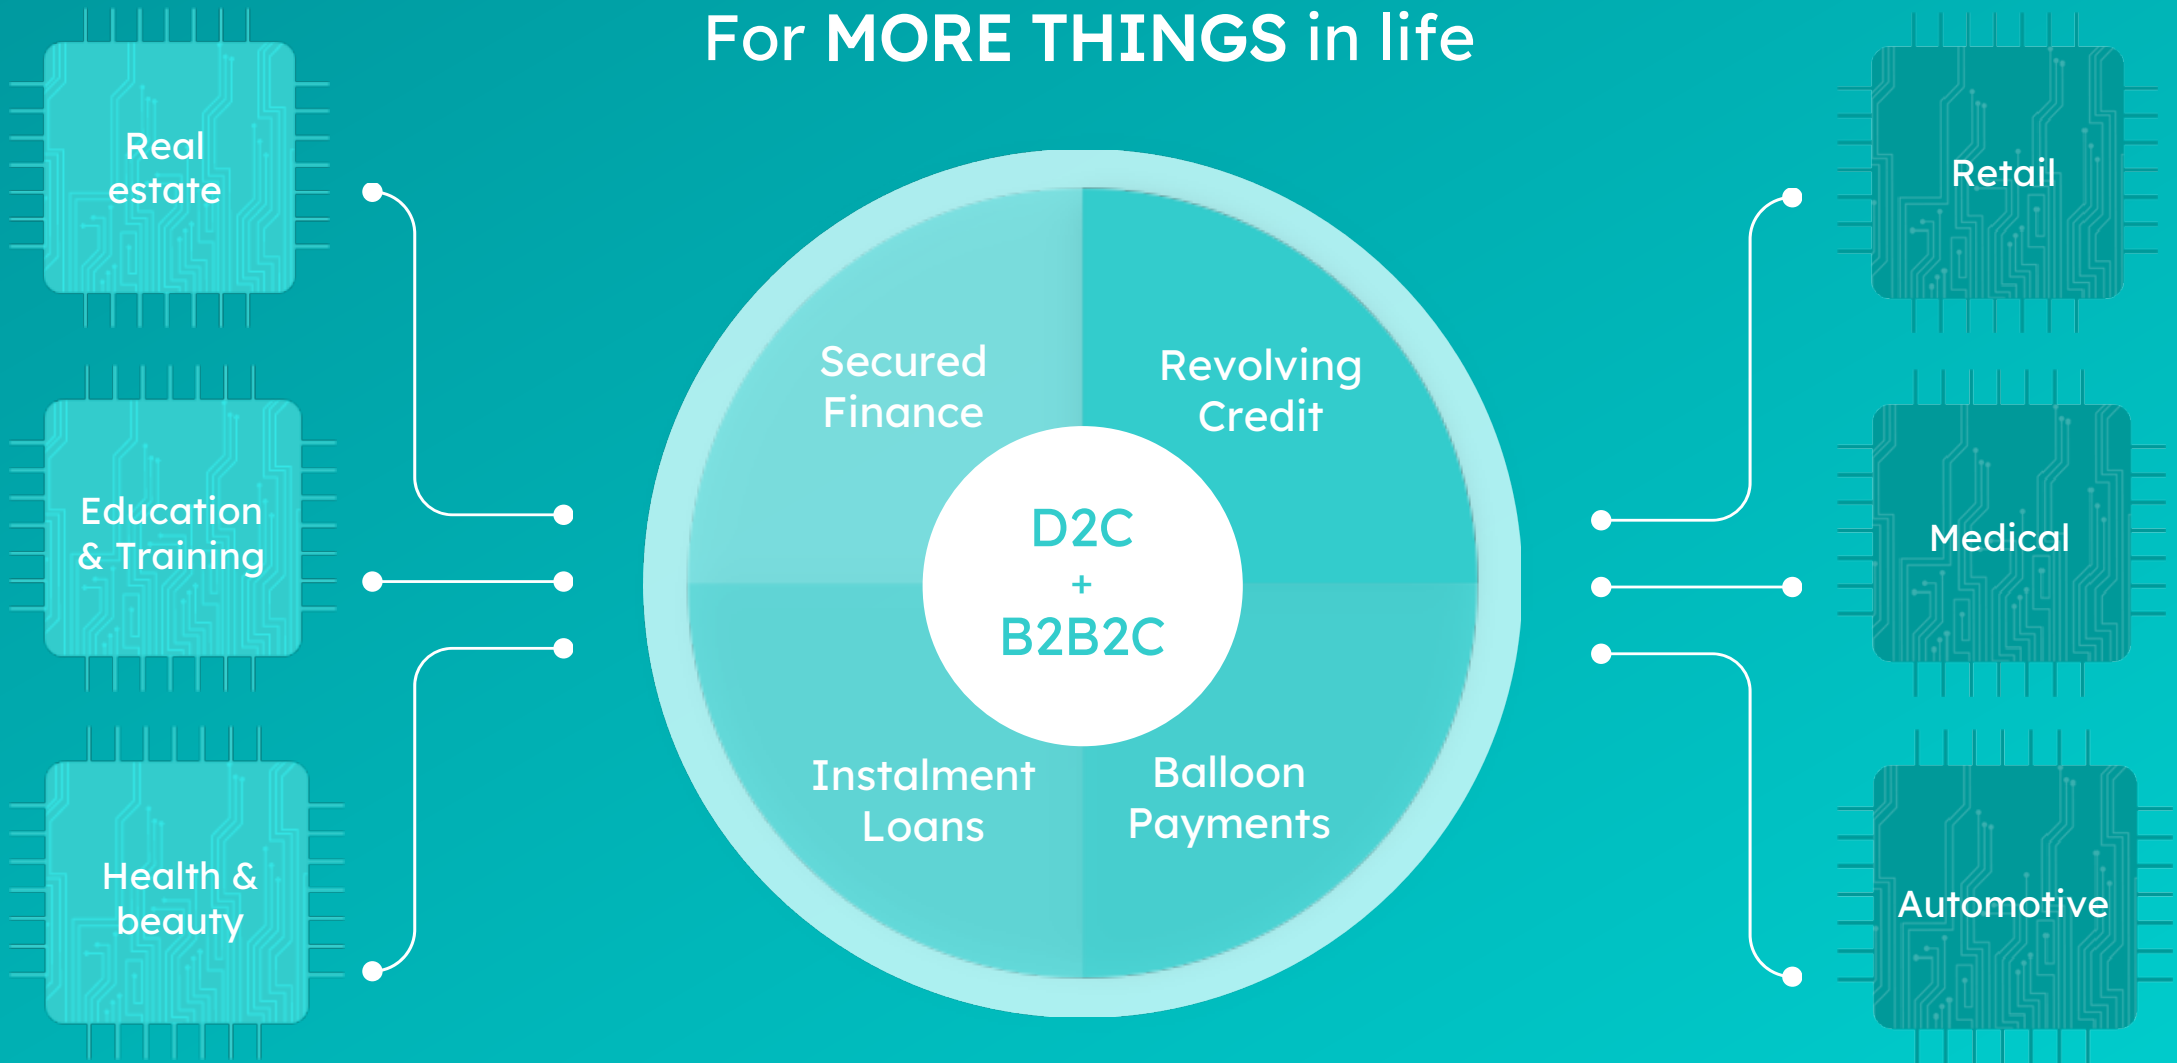 For MORE THINGS in life
Real
estate
Education
& Training
Health &
beauty
Secured
Finance
Revolving
Credit
D2C
+
B2B2C
Instalment
Loans
Balloon
Payments
Retail
Medical
Automotive